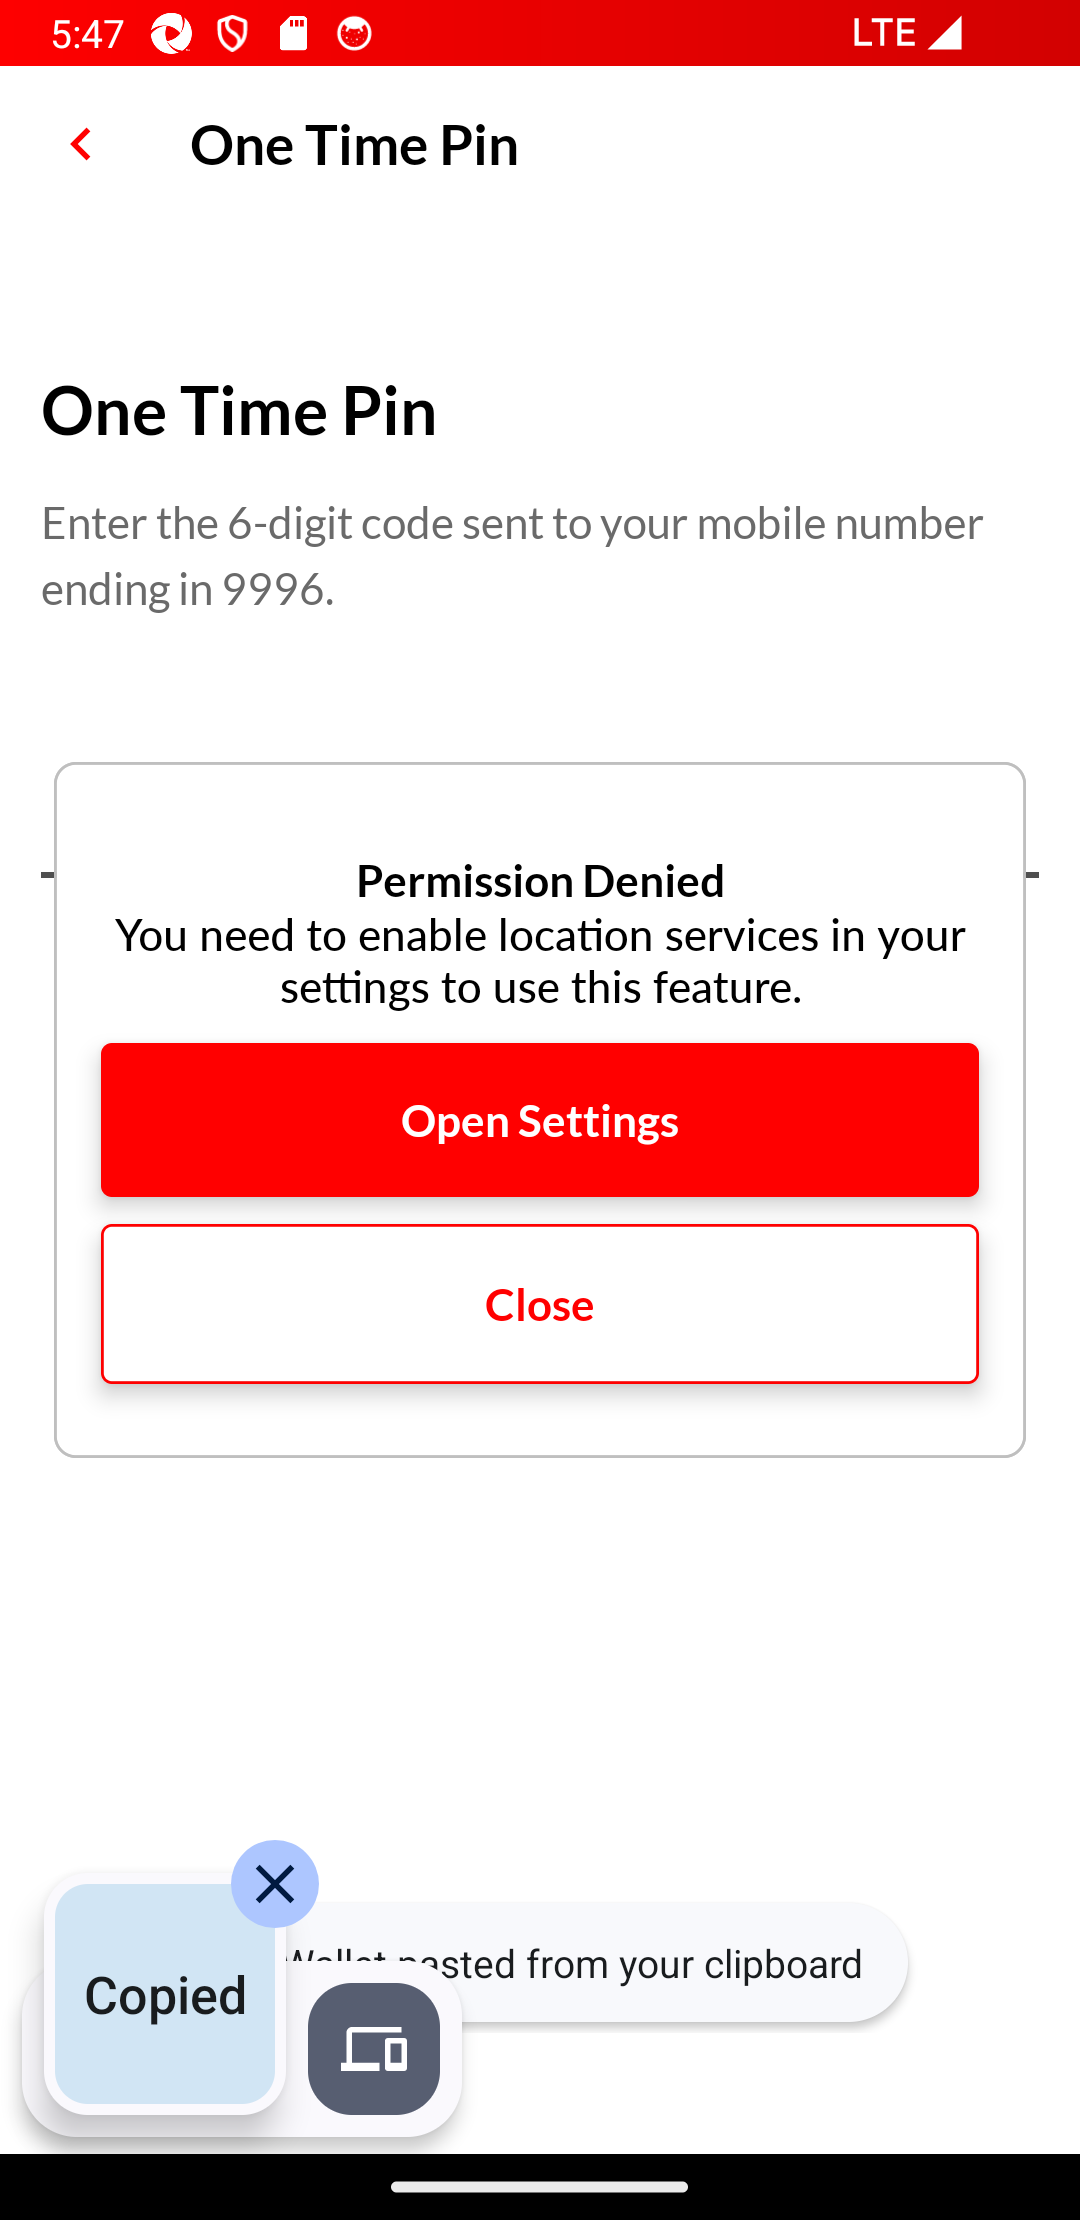 5:47
LTE
One Time Pin
One Time Pin
Enter the 6-digit code sent to your mobile number
ending in 9996.
Permission Denied
You need to enable location services in your
settings to use this feature.
Open Settings
Close
Wallet pasted from your clipboard
Copied